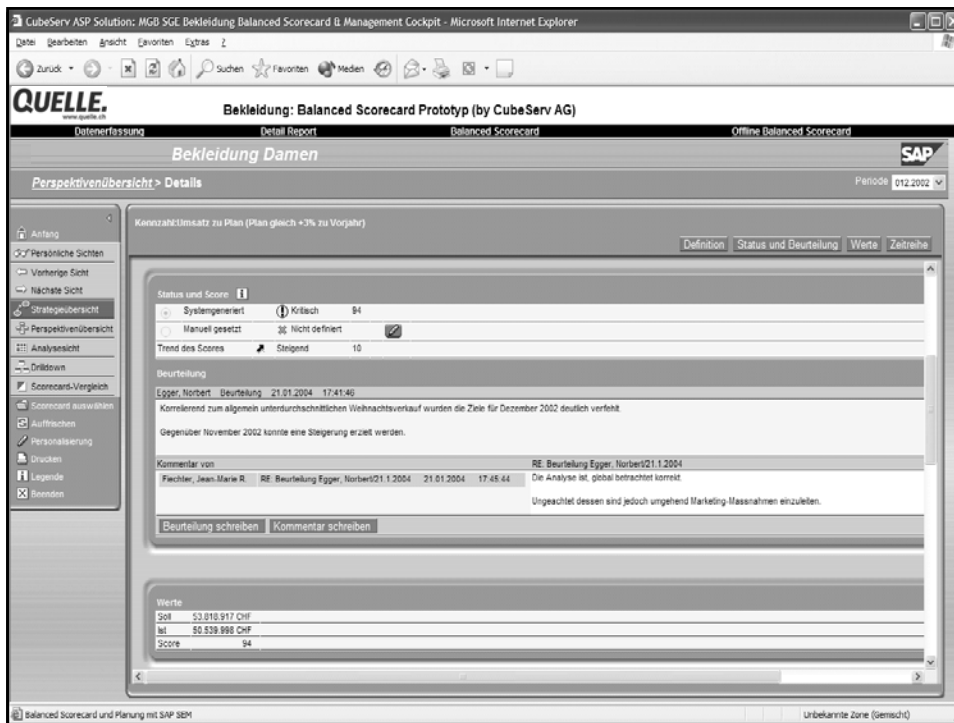 CubeServ ASP Solution: MGB SGE Bekleidung Balanced Scorecard & Management Cockpit - Microsoft Internet Explorer
Datei Bearbeiten Ansicht Favoriten Extras ?
Zurück Suchen Favoriten Medien
QUELLE.
www.quelle.ch
Bekleidung: Balanced Scorecard Prototyp (by CubeServ AG)
Datenerfassung Detail Report Balanced Scorecard Offline Balanced Scorecard
Bekleidung Damen SAP
Perspektivenübersicht > Details Periode 012.2002
Kennzahl:Umsatz zu Plan (Plan gleich +3% zu Vorjahr)
Definition Status und Beurteilung Werte Zeitreihe
Anfang
Persönliche Sichten
Vorherige Sicht
Nächste Sicht
Strategieübersicht
Perspektivenübersicht
Analysesicht
Drilldown
Scorecard-Vergleich
Scorecard auswählen
Auffrischen
Personalisierung
Drucken
Legende
Beenden
Status und Score
Systemgeneriert Kritisch 94
Manuell gesetzt Nicht definiert
Trend des Scores Steigend 10
Beurteilung
Egger, Norbert Beurteilung 21.01.2004 17:41:46
Korrelierend zum allgemein unterdurchschnittlichen Weihnachtsverkauf wurden die Ziele für Dezember 2002 deutlich verfehlt.
Gegenüber November 2002 konnte eine Steigerung erzielt werden.
Kommentar von RE: Beurteilung Egger, Norbert/21.1.2004
Fiechter, Jean-Marie R. RE: Beurteilung Egger, Norbert/21.1.2004 21.01.2004 17:45:44
Die Analyse ist, global betrachtet korrekt.
Ungeachtet dessen sind jedoch umgehend Marketing-Massnahmen einzuleiten.
Beurteilung schreiben Kommentar schreiben
Werte
Soll 53.818.917 CHF
Ist 50.539.998 CHF
Score 94
Balanced Scorecard und Planung mit SAP SEM Unbekannte Zone (Gemischt)